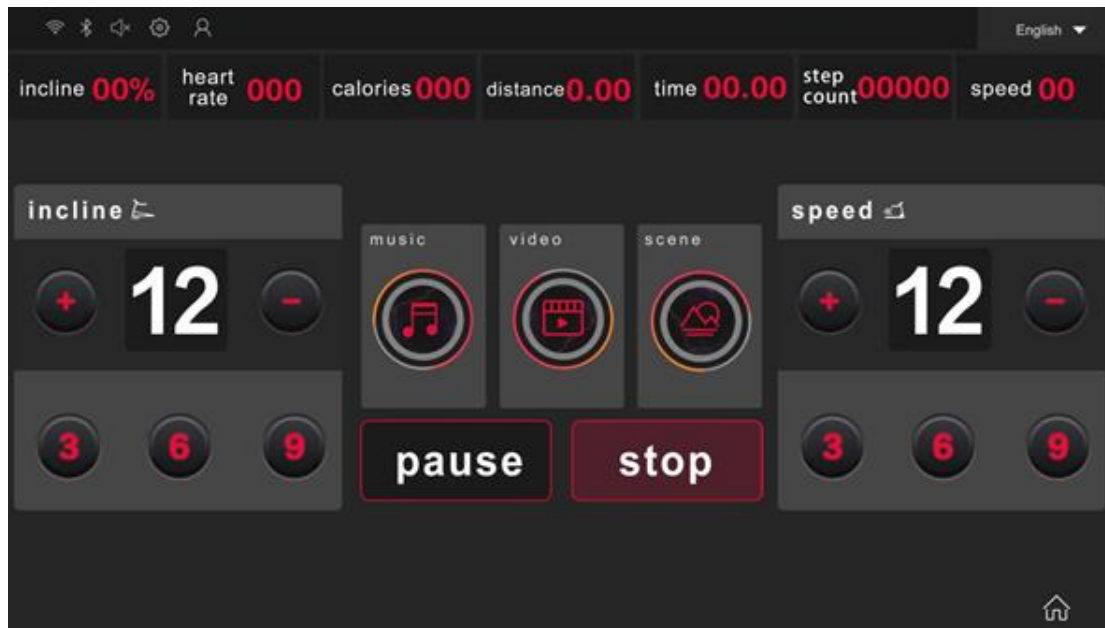 English
incline 00%
heart rate 000
calories 000
distance 0.00
time 00.00
step count 00000
speed 00
incline
+ 12 -
3 6 9
music
video
scene
pause
stop
speed
+ 12 -
3 6 9